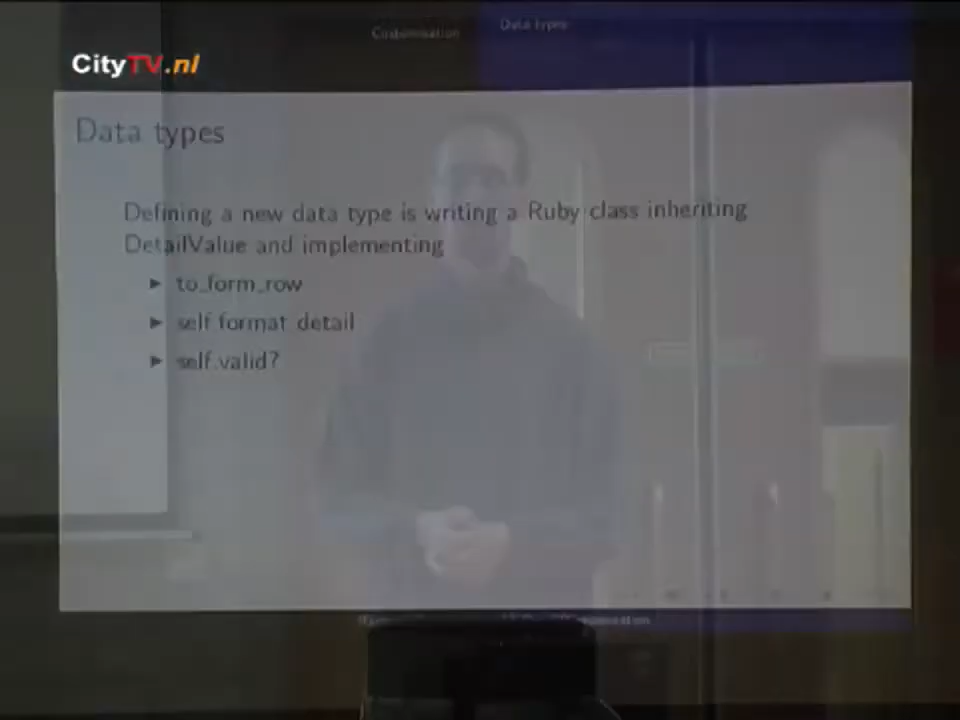 Customisation
Data types
CityTV.nl
Data types
Defining a new data type is writing a Ruby class inheriting
DetailValue and implementing
► to_form_row
► self.format_detail
► self.valid?